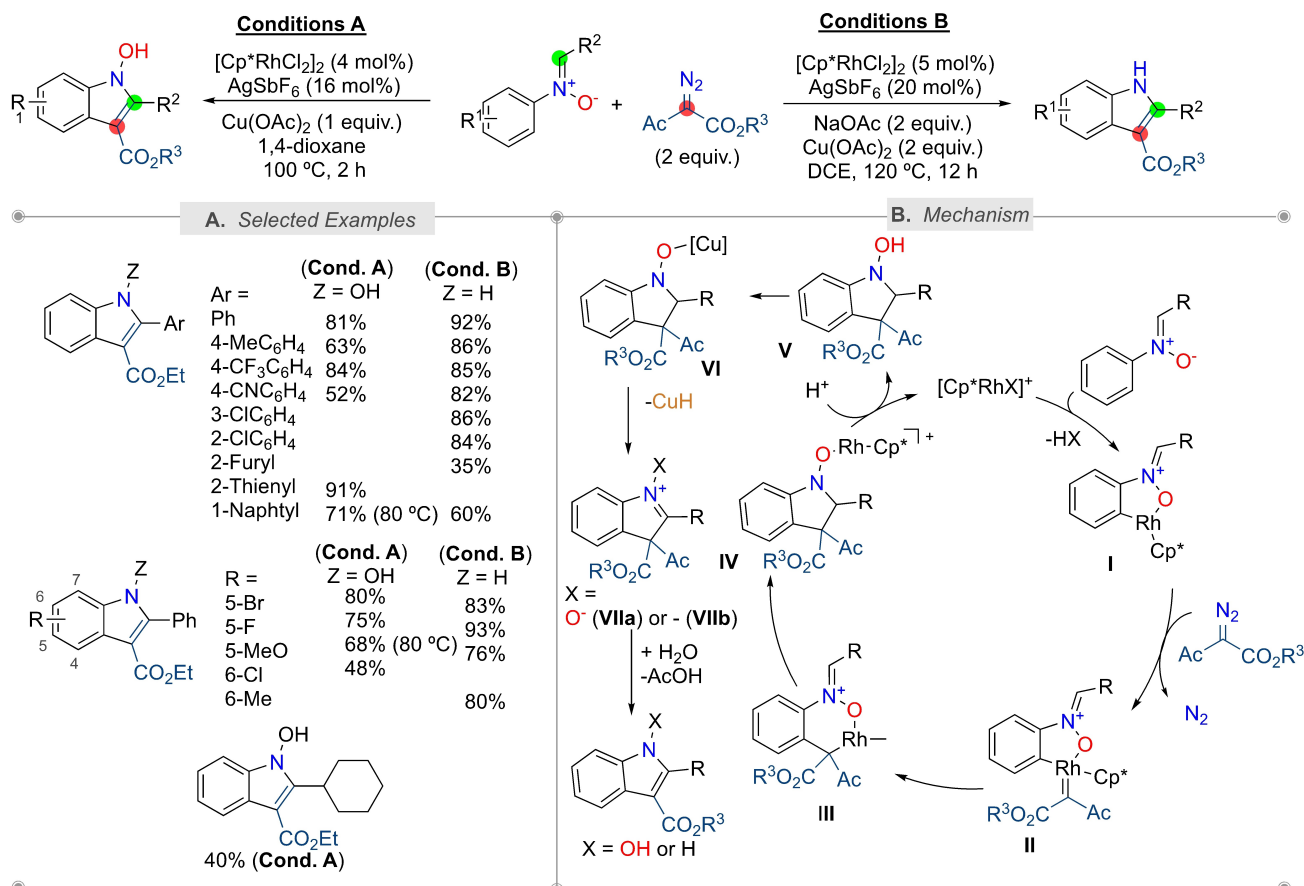 Conditions A
[Cp*RhCl2]2 (4 mol%)
AgSbF6 (16 mol%)
Cu(OAc)2 (1 equiv.)
1,4-dioxane
100 ºC, 2 h
OH
N
R
1
R2
CO2R3
R2
N+
O-
R1
+
N2
Ac
CO2R3
(2 equiv.)
Conditions B
[Cp*RhCl2]2 (5 mol%)
AgSbF6 (20 mol%)
NaOAc (2 equiv.)
Cu(OAc)2 (2 equiv.)
DCE, 120 ºC, 12 h
H
N
R1
R2
CO2R3
A. Selected Examples
Z
N
Ar
CO2Et
(Cond. A) (Cond. B)
Ar = Z = OH Z = H
Ph 81% 92%
4-MeC6H4 63% 86%
4-CF3C6H4 84% 85%
4-CNC6H4 52% 82%
3-ClC6H4 86%
2-ClC6H4 84%
2-Furyl 35%
2-Thienyl 91%
1-Naphtyl 71% (80 ºC) 60%
Z
7
N
6
R
Ph
5
4
CO2Et
(Cond. A) (Cond. B)
R = Z = OH Z = H
5-Br 80% 83%
5-F 75% 93%
5-MeO 68% (80 ºC) 76%
6-Cl 48%
6-Me 80%
OH
N
CO2Et
40% (Cond. A)
B. Mechanism
O [Cu]
N
R
Ac
R3O2C
VI
OH
N
R
Ac
R3O2C
V
-CuH
H+
[Cp*RhX]+
R
N+
O-
-HX
R
N+
O
Rh
Cp*
I
N2
Ac
CO2R3
N2
R
N+
O
Rh
Cp*
R3O2C
Ac
II
R
N+
O
Rh
R3O2C
Ac
III
O Rh-Cp* +
N
R
Ac
R3O2C
IV
X
N+
R
Ac
R3O2C
X =
O- (VIIa) or - (VIIb)
+ H2O
-AcOH
X
N
R
CO2R3
X = OH or H